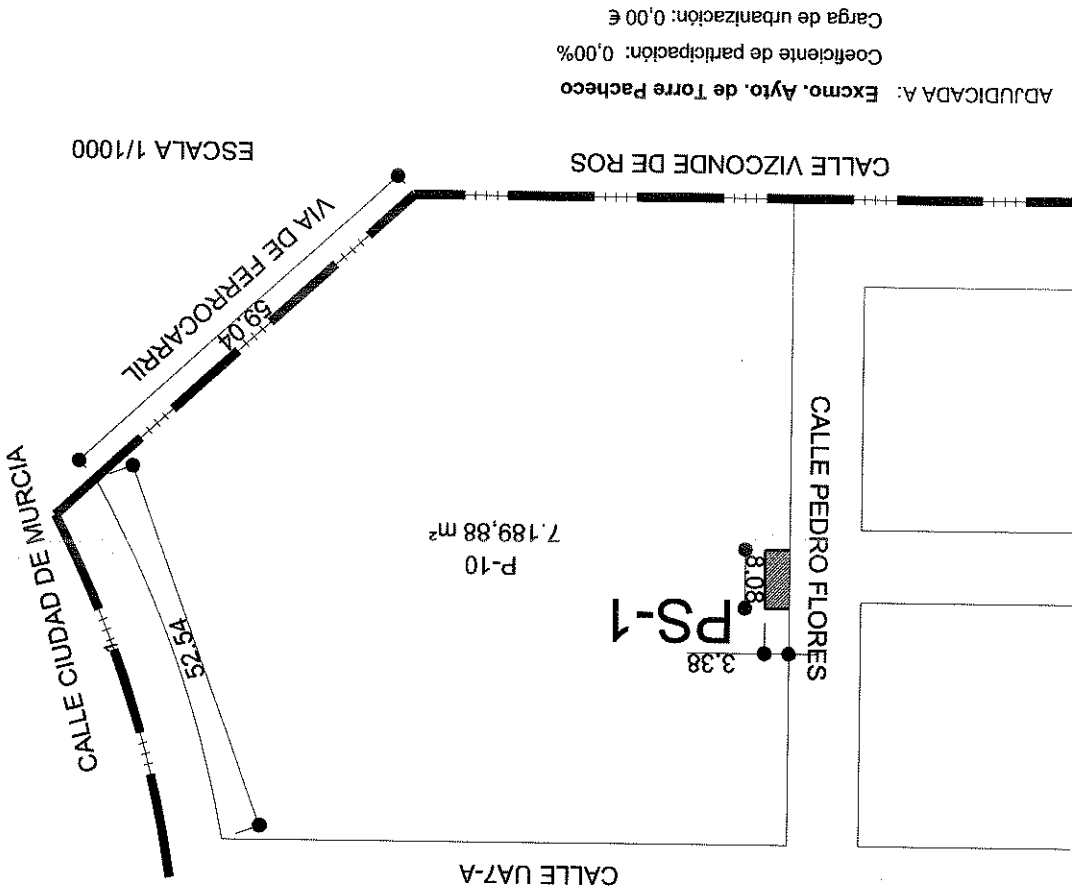 ADJUDICADA A: Excmo. Ayto. de Torre Pacheco
Coeficiente de participación: 0,00%
Carga de urbanización: 0,00 €
CALLE VIZCONDE DE ROS
ESCALA 1/1000
VIA DE FERROCARRIL
59.04
CALLE PEDRO FLORES
P-10
7.189,88 m²
8.08
PS-1
3.38
CALLE CIUDAD DE MURCIA
52.54
CALLE UA7-A